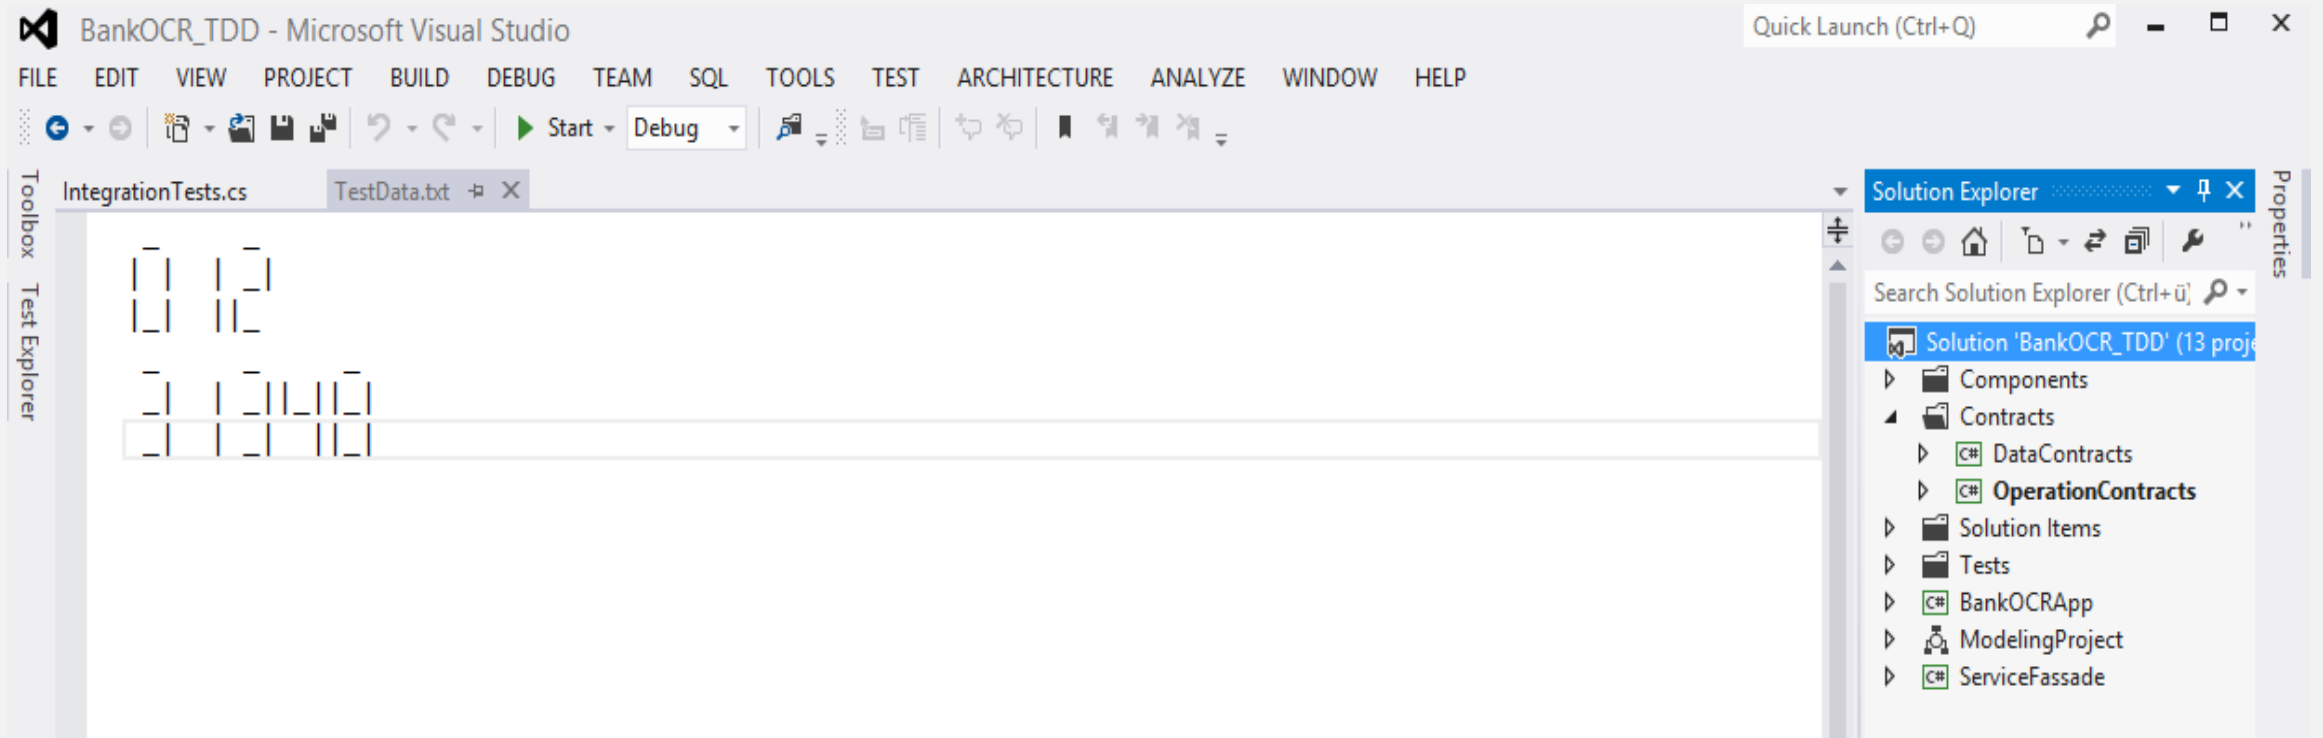 BankOCR_TDD - Microsoft Visual Studio
Quick Launch (Ctrl+Q)
FILE EDIT VIEW PROJECT BUILD DEBUG TEAM SQL TOOLS TEST ARCHITECTURE ANALYZE WINDOW HELP
Start Debug
Toolbox
Test Explorer
IntegrationTests.cs TestData.txt
 _     _
| |  | _|
|_|  ||_
 _     _     _
 _|  | _||_||_|
 _|  | _|  ||_|
Solution Explorer
Search Solution Explorer (Ctrl+ü)
Solution 'BankOCR_TDD' (13 proje
Components
Contracts
C# DataContracts
C# OperationContracts
Solution Items
Tests
C# BankOCRApp
ModelingProject
C# ServiceFassade
Properties